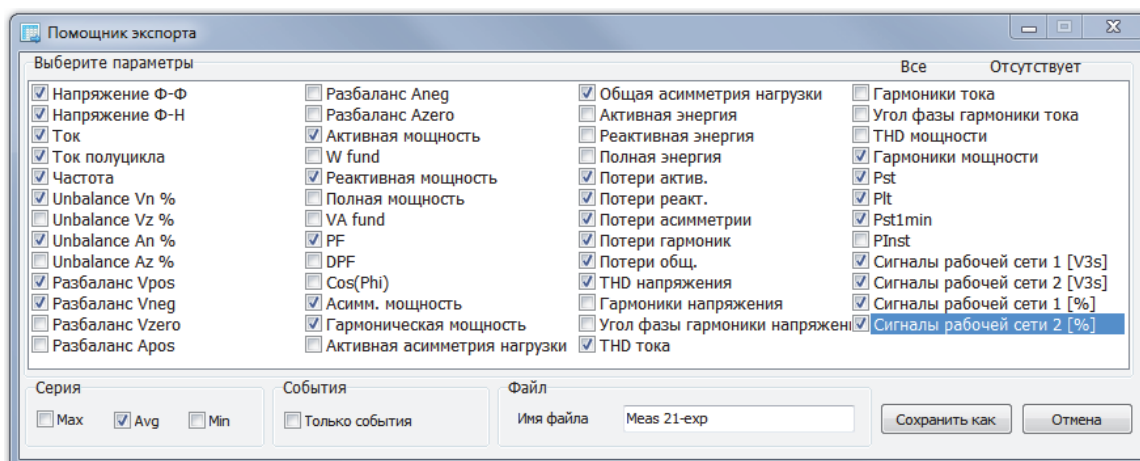 Помощник экспорта
Выберите параметры
Все Отсутствует
Напряжение Ф-Ф
Напряжение Ф-Н
Ток
Ток полуцикла
Частота
Unbalance Vn %
Unbalance Vz %
Unbalance An %
Unbalance Az %
Разбаланс Vpos
Разбаланс Vneg
Разбаланс Vzero
Разбаланс Apos
Разбаланс Aneg
Разбаланс Azero
Активная мощность
W fund
Реактивная мощность
Полная мощность
VA fund
PF
DPF
Cos(Phi)
Асимм. мощность
Гармоническая мощность
Активная асимметрия нагрузки
Общая асимметрия нагрузки
Активная энергия
Реактивная энергия
Полная энергия
Потери актив.
Потери реакт.
Потери асимметрии
Потери гармоник
Потери общ.
THD напряжения
Гармоники напряжения
Угол фазы гармоники напряжен
THD тока
Гармоники тока
Угол фазы гармоники тока
THD мощности
Гармоники мощности
Pst
Plt
Pst1min
PInst
Сигналы рабочей сети 1 [V3s]
Сигналы рабочей сети 2 [V3s]
Сигналы рабочей сети 1 [%]
Сигналы рабочей сети 2 [%]
Серия
Max Avg Min
События
Только события
Файл
Имя файла Meas 21-exp
Сохранить как Отмена